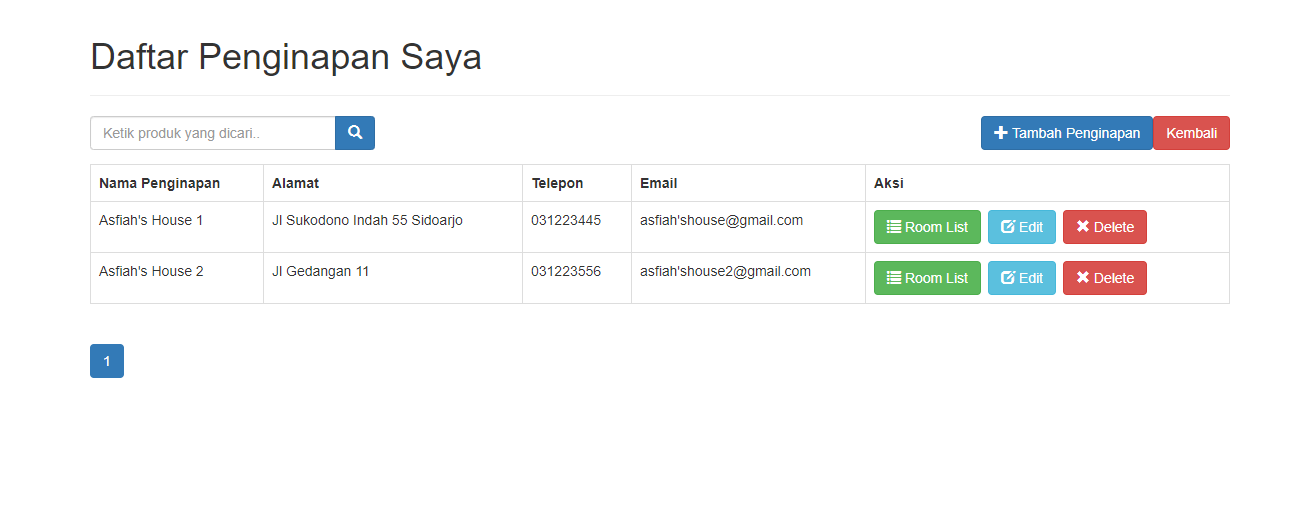 Daftar Penginapan Saya
Ketik produk yang dicari..
Tambah Penginapan Kembali
Nama Penginapan Alamat Telepon Email Aksi
Asfiah's House 1 Jl Sukodono Indah 55 Sidoarjo 031223445 asfiah'shouse@gmail.com Room List Edit Delete
Asfiah's House 2 Jl Gedangan 11 031223556 asfiah'shouse2@gmail.com Room List Edit Delete
1